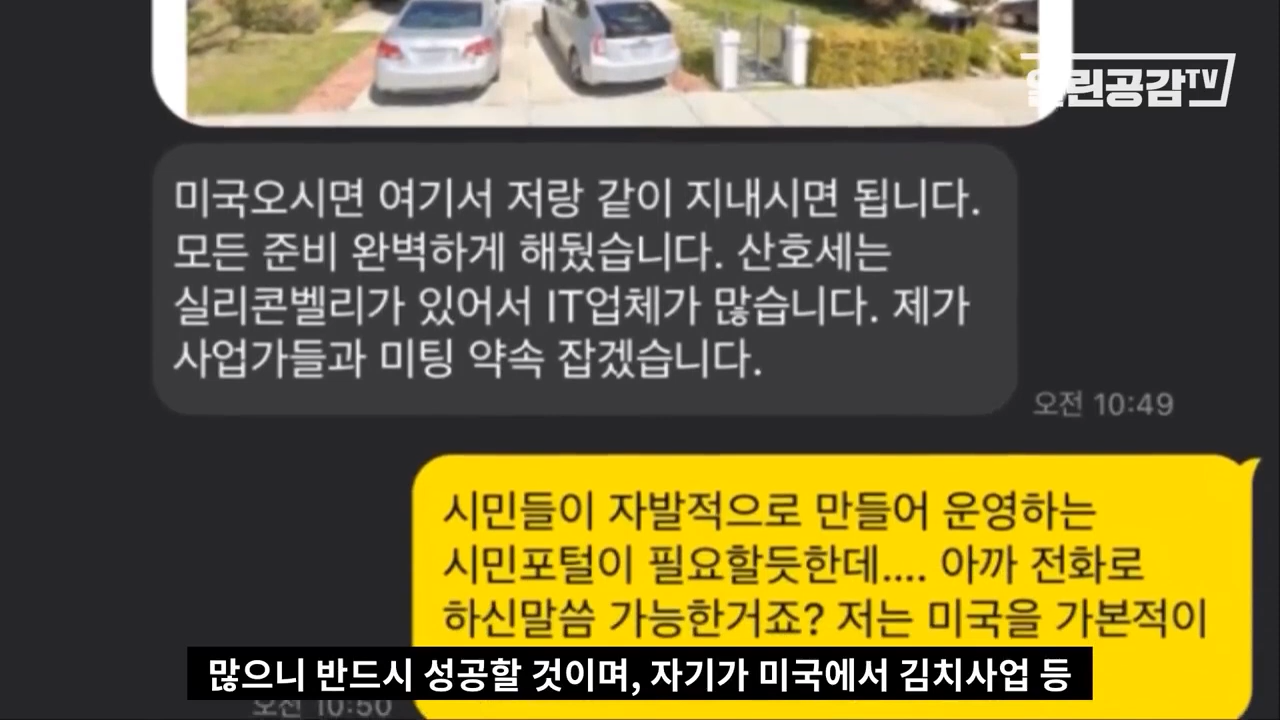 열린공감TV
미국오시면 여기서 저랑 같이 지내시면 됩니다.
모든 준비 완벽하게 해뒀습니다. 산호세는
실리콘벨리가 있어서 IT업체가 많습니다. 제가
사업가들과 미팅 약속 잡겠습니다.
오전 10:49
시민들이 자발적으로 만들어 운영하는
시민포털이 필요할듯한데.... 아까 전화로
하신말씀 가능한거죠? 저는 미국을 가본적이
많으니 반드시 성공할 것이며, 자기가 미국에서 김치사업 등
오전 10:50